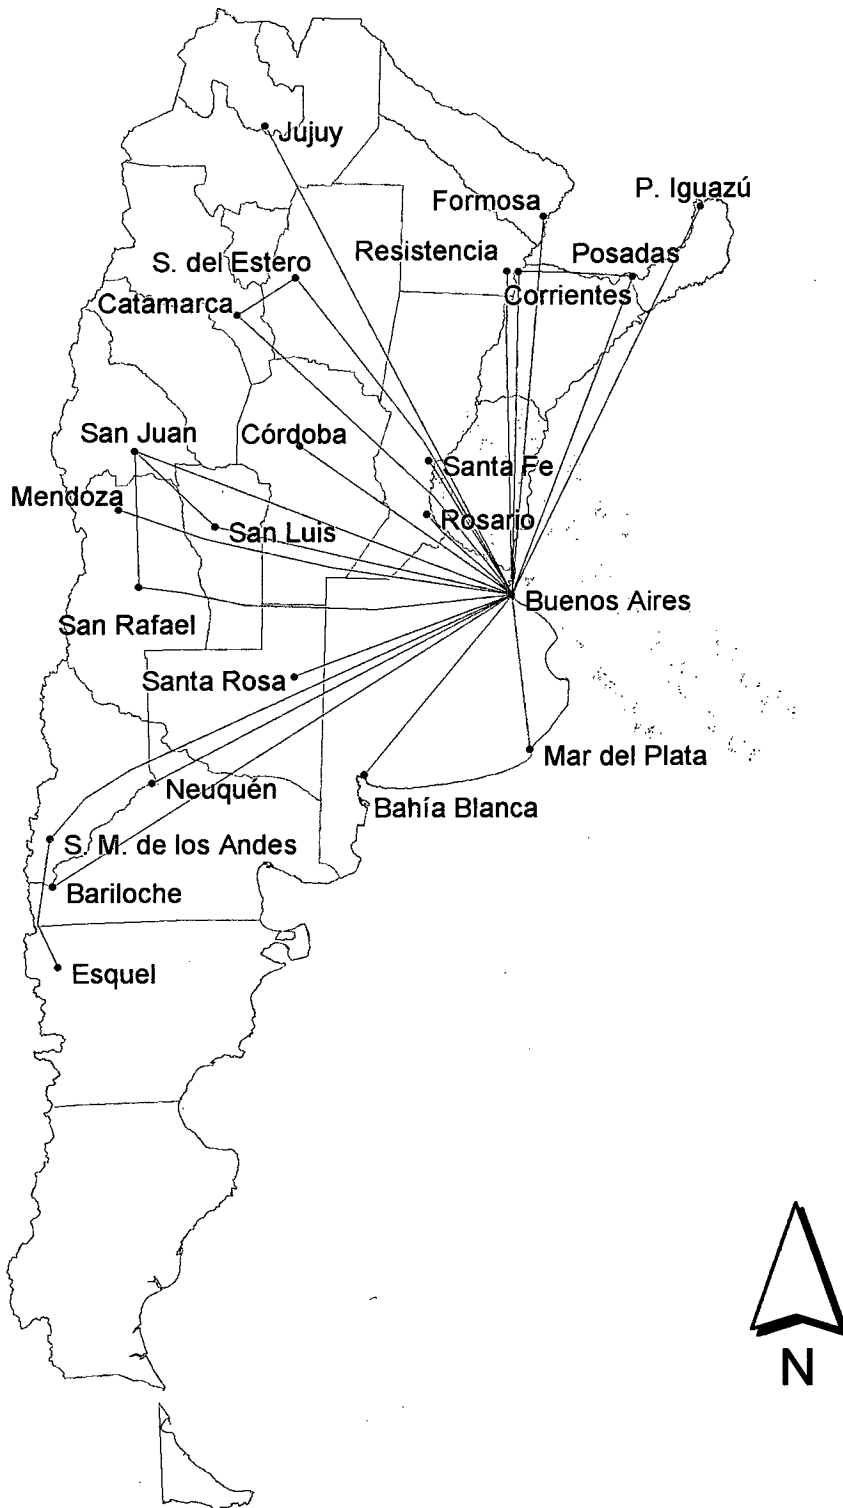 Jujuy
P. Iguazú
Formosa
Resistencia
Posadas
S. del Estero
Corrientes
Catamarca
San Juan
Córdoba
Santa Fe
Mendoza
Rosario
San Luis
Buenos Aires
San Rafael
Santa Rosa
Mar del Plata
Neuquén
Bahía Blanca
S. M. de los Andes
Bariloche
Esquel
N